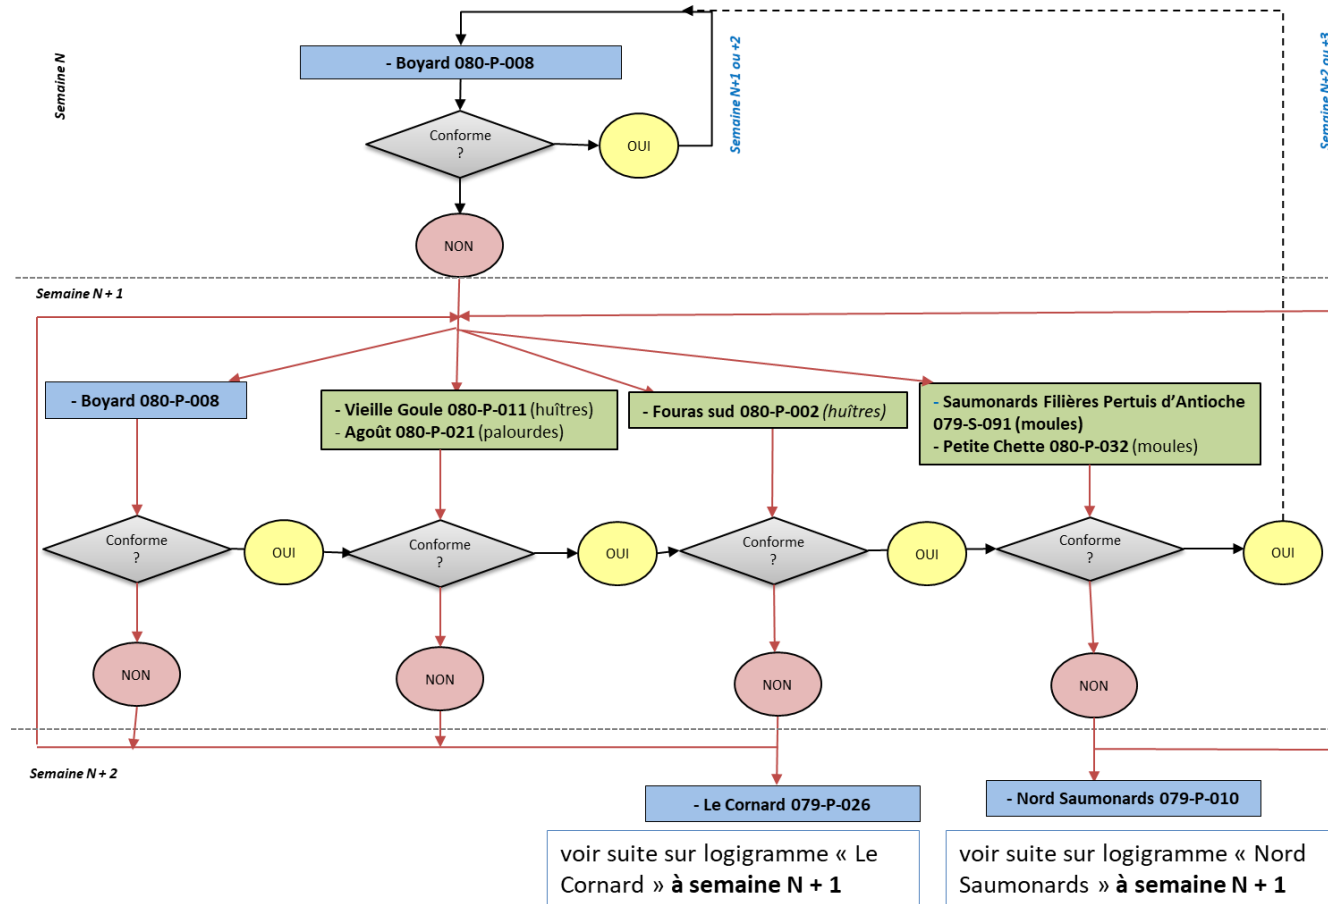 Semaine N
- Boyard 080-P-008
Semaine N+1 ou +2
Semaine N+2 ou +3
Conforme
?
OUI
NON
Semaine N + 1
- Boyard 080-P-008
- Vieille Goule 080-P-011 (huîtres)
- Agoût 080-P-021 (palourdes)
- Fouras sud 080-P-002 (huîtres)
- Saumonards Filières Pertuis d’Antioche
079-S-091 (moules)
- Petite Chette 080-P-032 (moules)
Conforme
?
OUI
Conforme
?
OUI
Conforme
?
OUI
Conforme
?
OUI
NON
NON
NON
NON
Semaine N + 2
- Le Cornard 079-P-026
- Nord Saumonards 079-P-010
voir suite sur logigramme « Le
Cornard » à semaine N + 1
voir suite sur logigramme « Nord
Saumonards » à semaine N + 1